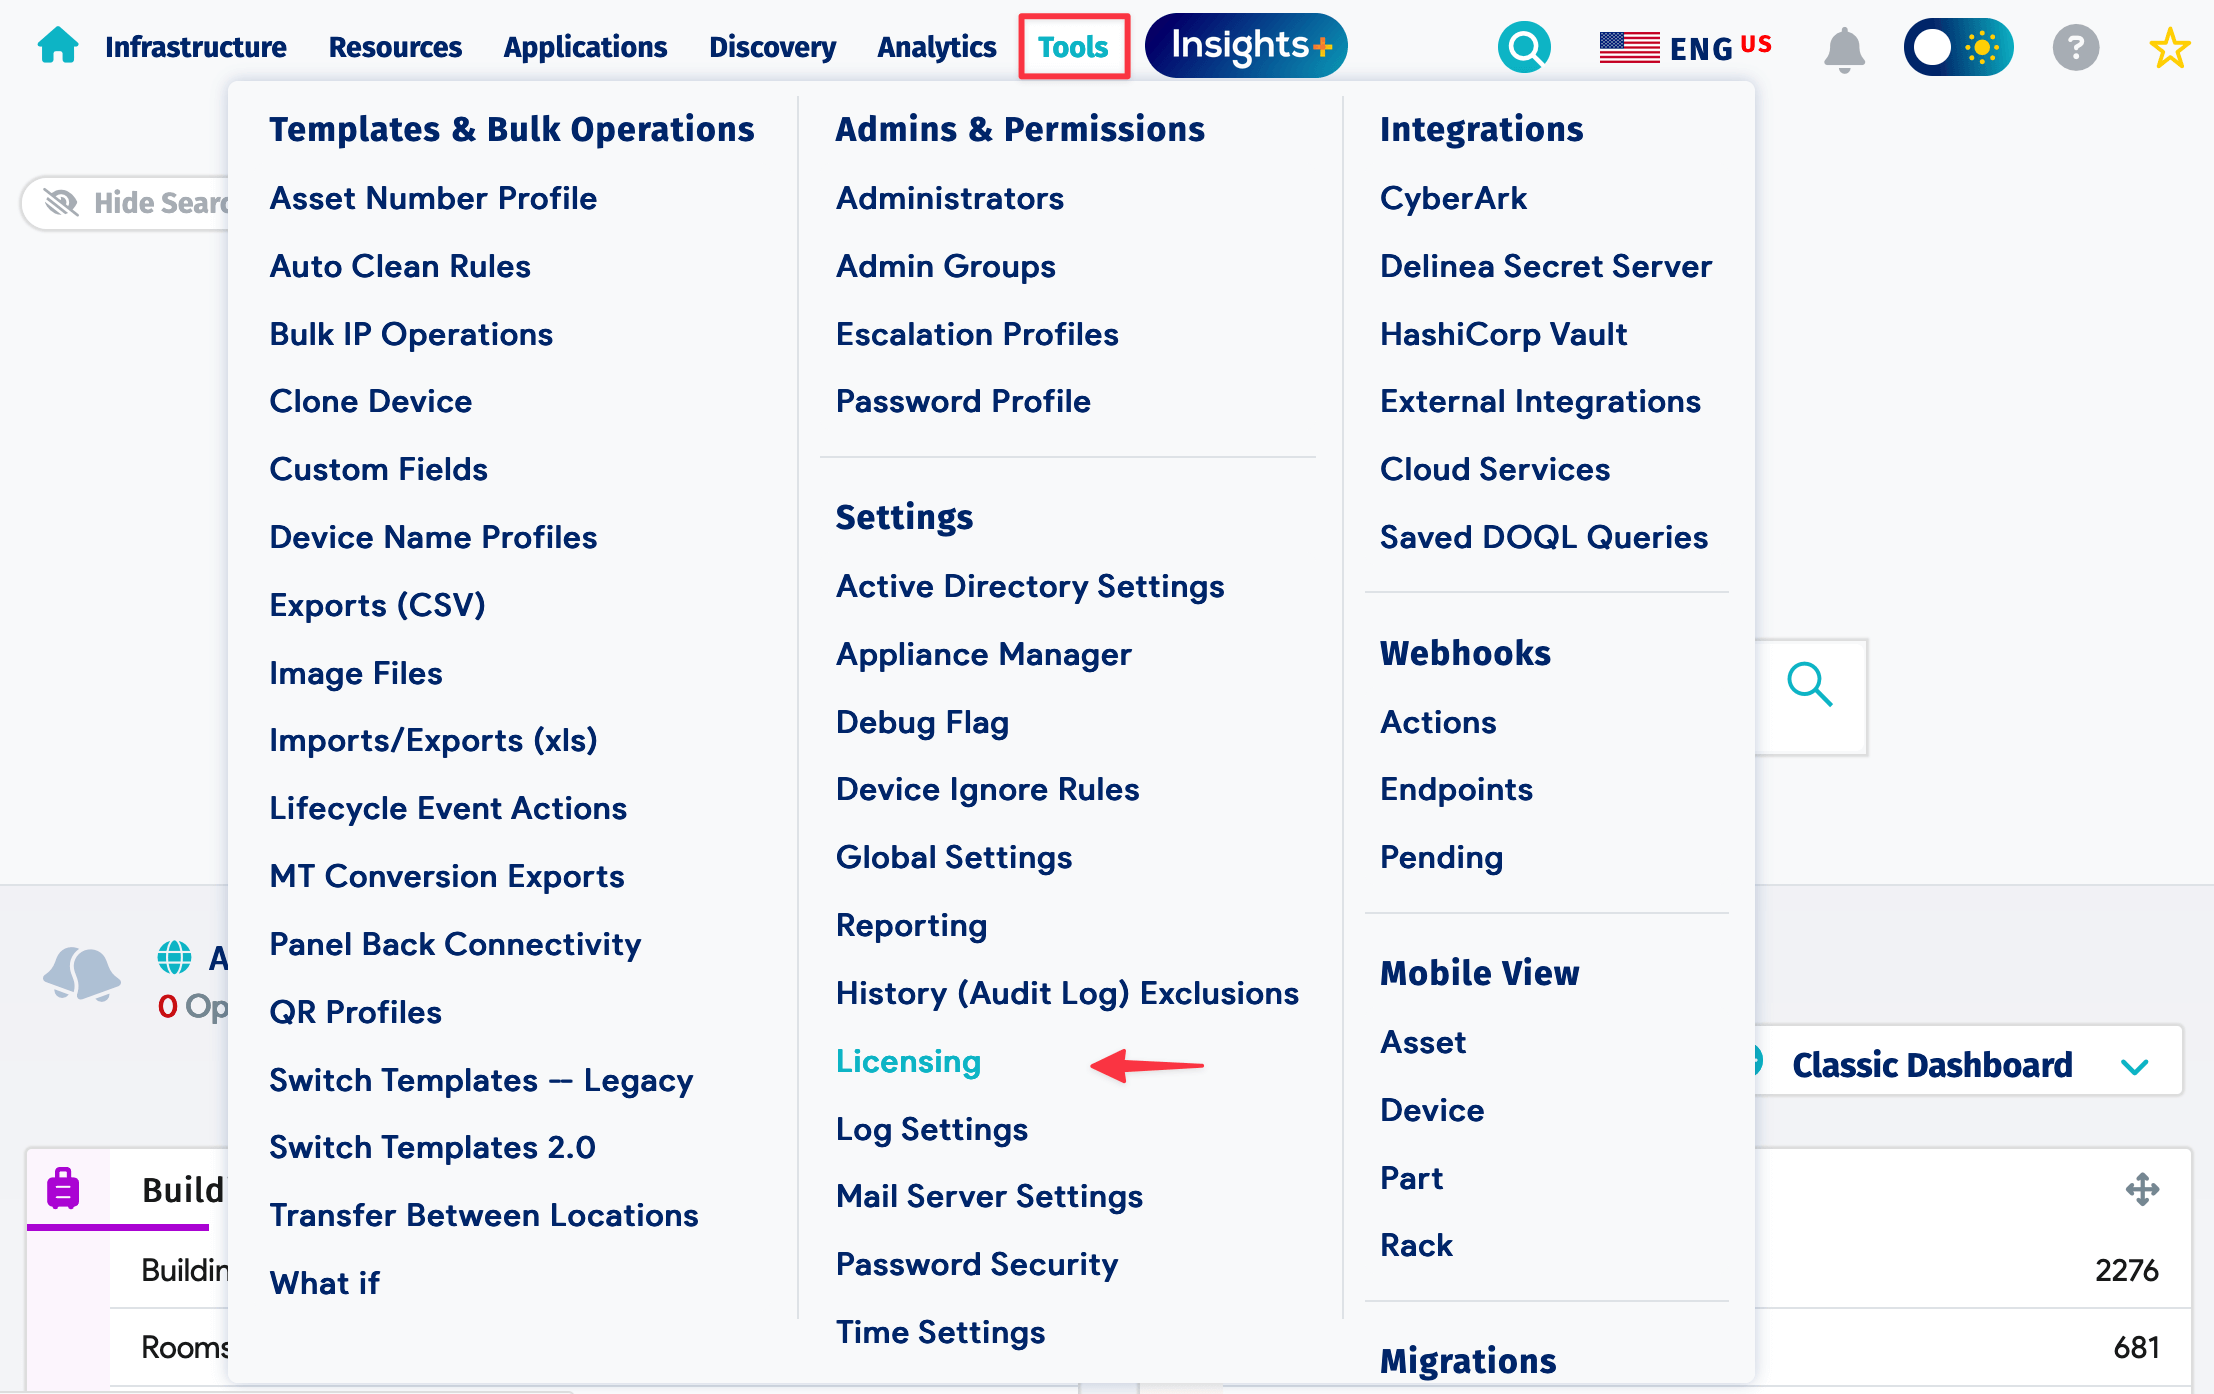 Infrastructure Resources Applications Discovery Analytics Tools Insights+ ENG US ?
Hide Searc
Templates & Bulk Operations
Asset Number Profile
Auto Clean Rules
Bulk IP Operations
Clone Device
Custom Fields
Device Name Profiles
Exports (CSV)
Image Files
Imports/Exports (xls)
Lifecycle Event Actions
MT Conversion Exports
Panel Back Connectivity
QR Profiles
Switch Templates -- Legacy
Switch Templates 2.0
Transfer Between Locations
What if
Admins & Permissions
Administrators
Admin Groups
Escalation Profiles
Password Profile
Settings
Active Directory Settings
Appliance Manager
Debug Flag
Device Ignore Rules
Global Settings
Reporting
History (Audit Log) Exclusions
Licensing
Log Settings
Mail Server Settings
Password Security
Time Settings
Integrations
CyberArk
Delinea Secret Server
HashiCorp Vault
External Integrations
Cloud Services
Saved DOQL Queries
Webhooks
Actions
Endpoints
Pending
Mobile View
Asset
Device
Part
Rack
Migrations
A
0 Op
Classic Dashboard
Build
Buildin
2276
Rooms
681